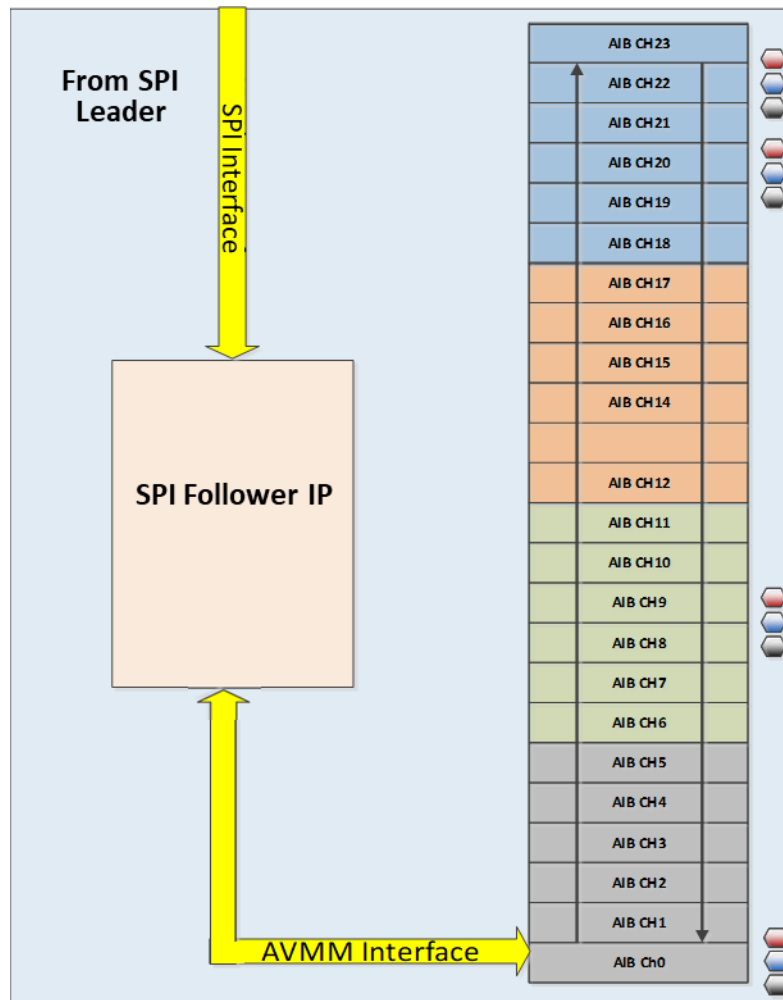 From SPI
Leader
SPI Interface
SPI Follower IP
AVMM Interface
AIB CH23
AIB CH22
AIB CH21
AIB CH20
AIB CH19
AIB CH18
AIB CH17
AIB CH16
AIB CH15
AIB CH14
AIB CH12
AIB CH11
AIB CH10
AIB CH9
AIB CH8
AIB CH7
AIB CH6
AIB CH5
AIB CH4
AIB CH3
AIB CH2
AIB CH1
AIB Ch0